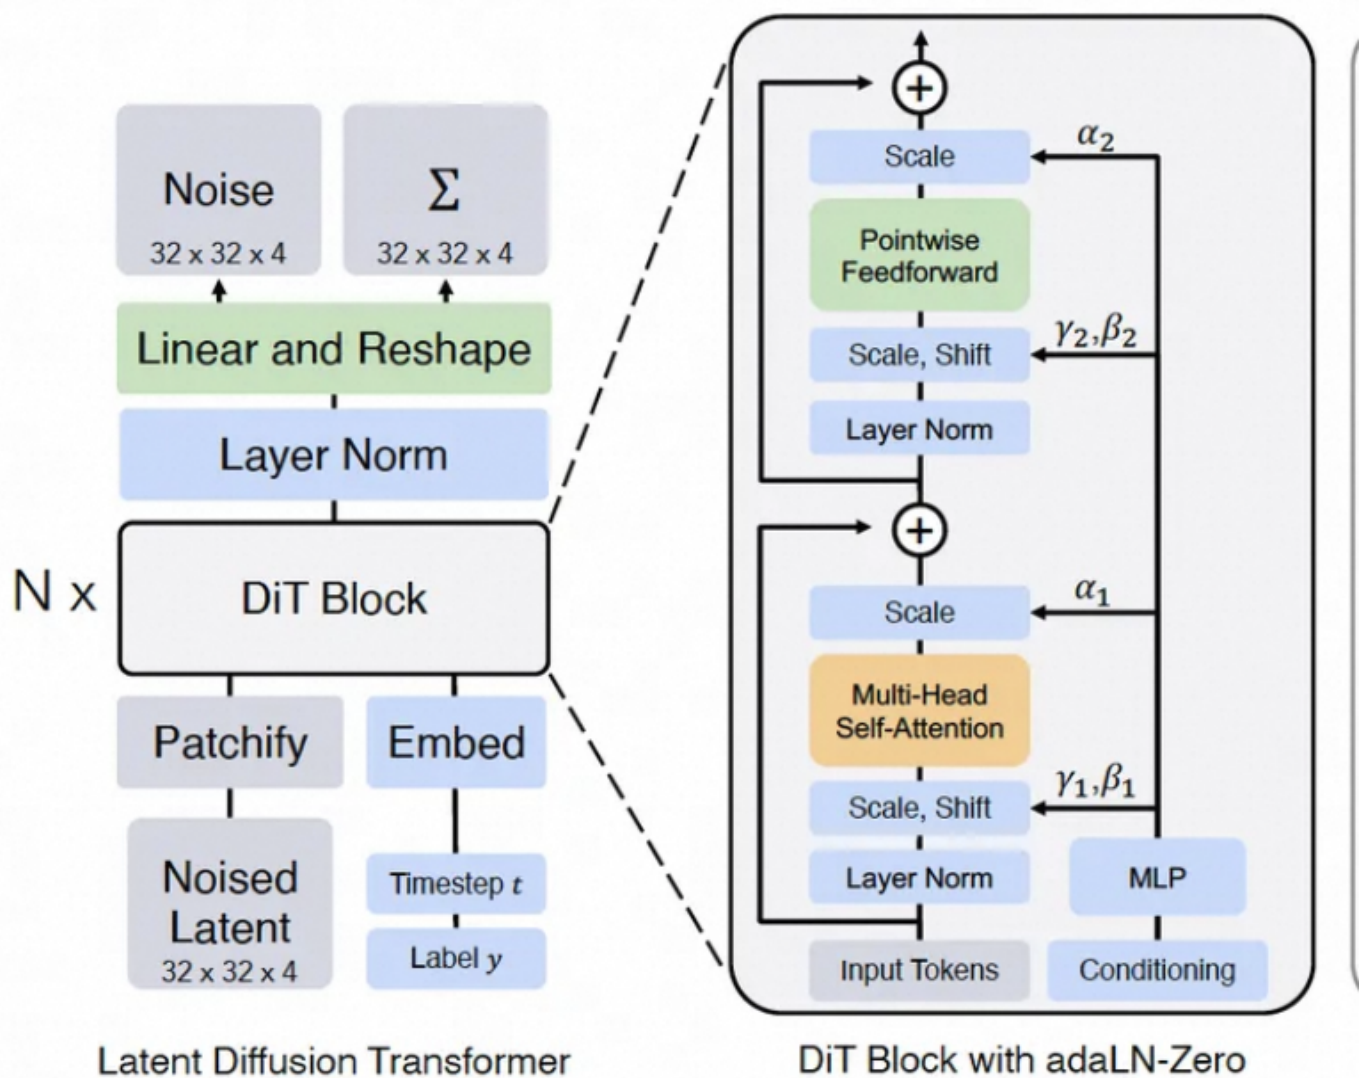 Noise
32 x 32 x 4
Σ
32 x 32 x 4
Linear and Reshape
Layer Norm
N x
DiT Block
Patchify
Embed
Noised
Latent
32 x 32 x 4
Timestep t
Label y
Latent Diffusion Transformer
+
Scale
α₂
Pointwise
Feedforward
Scale, Shift
γ₂,β₂
Layer Norm
+
Scale
α₁
Multi-Head
Self-Attention
Scale, Shift
γ₁,β₁
Layer Norm
MLP
Input Tokens
Conditioning
DiT Block with adaLN-Zero